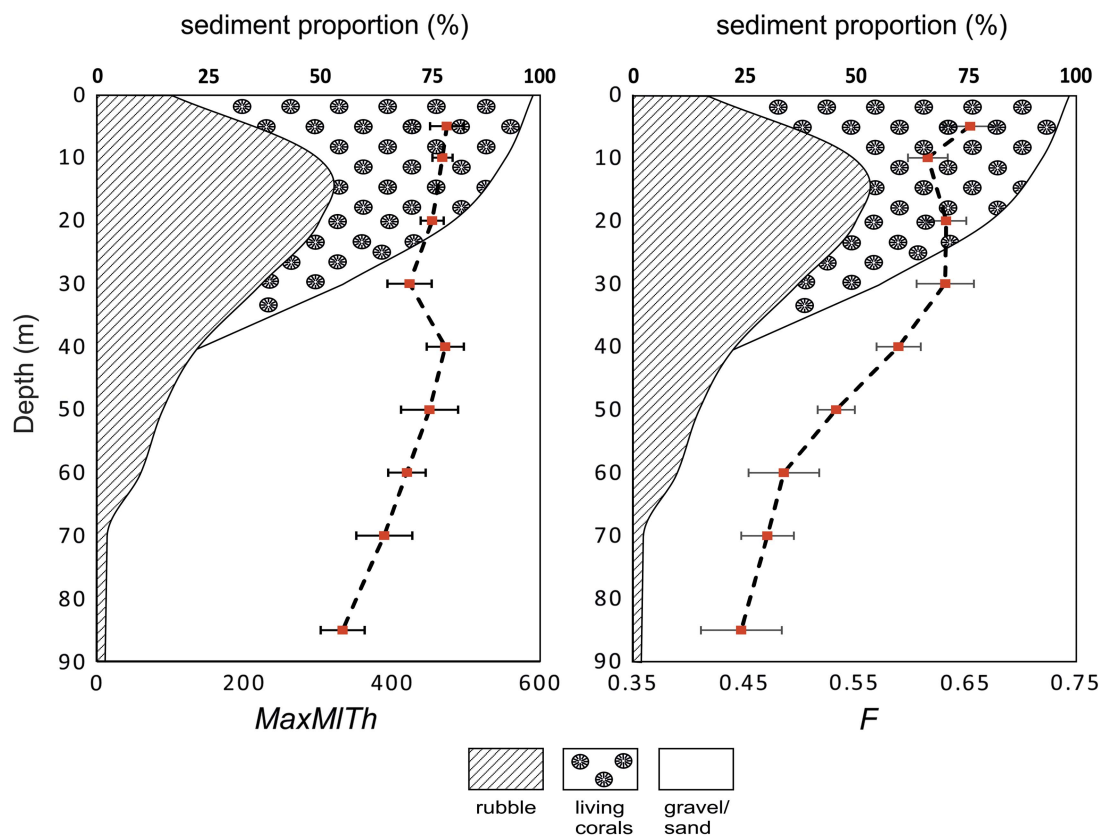 sediment proportion (%) sediment proportion (%)
0 25 50 75 100 0 25 50 75 100
0 0
10 10
20 20
30 30
40 40
Depth (m)
50 50
60 60
70 70
80 80
90 90
0 200 400 600 0.35 0.45 0.55 0.65 0.75
MaxMlTh F
rubble living gravel/
corals sand